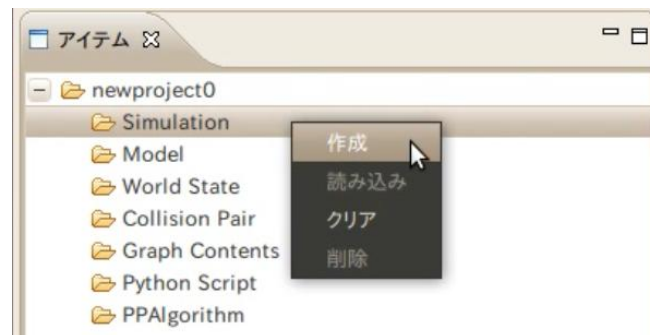 アイテム
newproject0
Simulation
Model
World State
Collision Pair
Graph Contents
Python Script
PPAlgorithm
作成
読み込み
クリア
削除